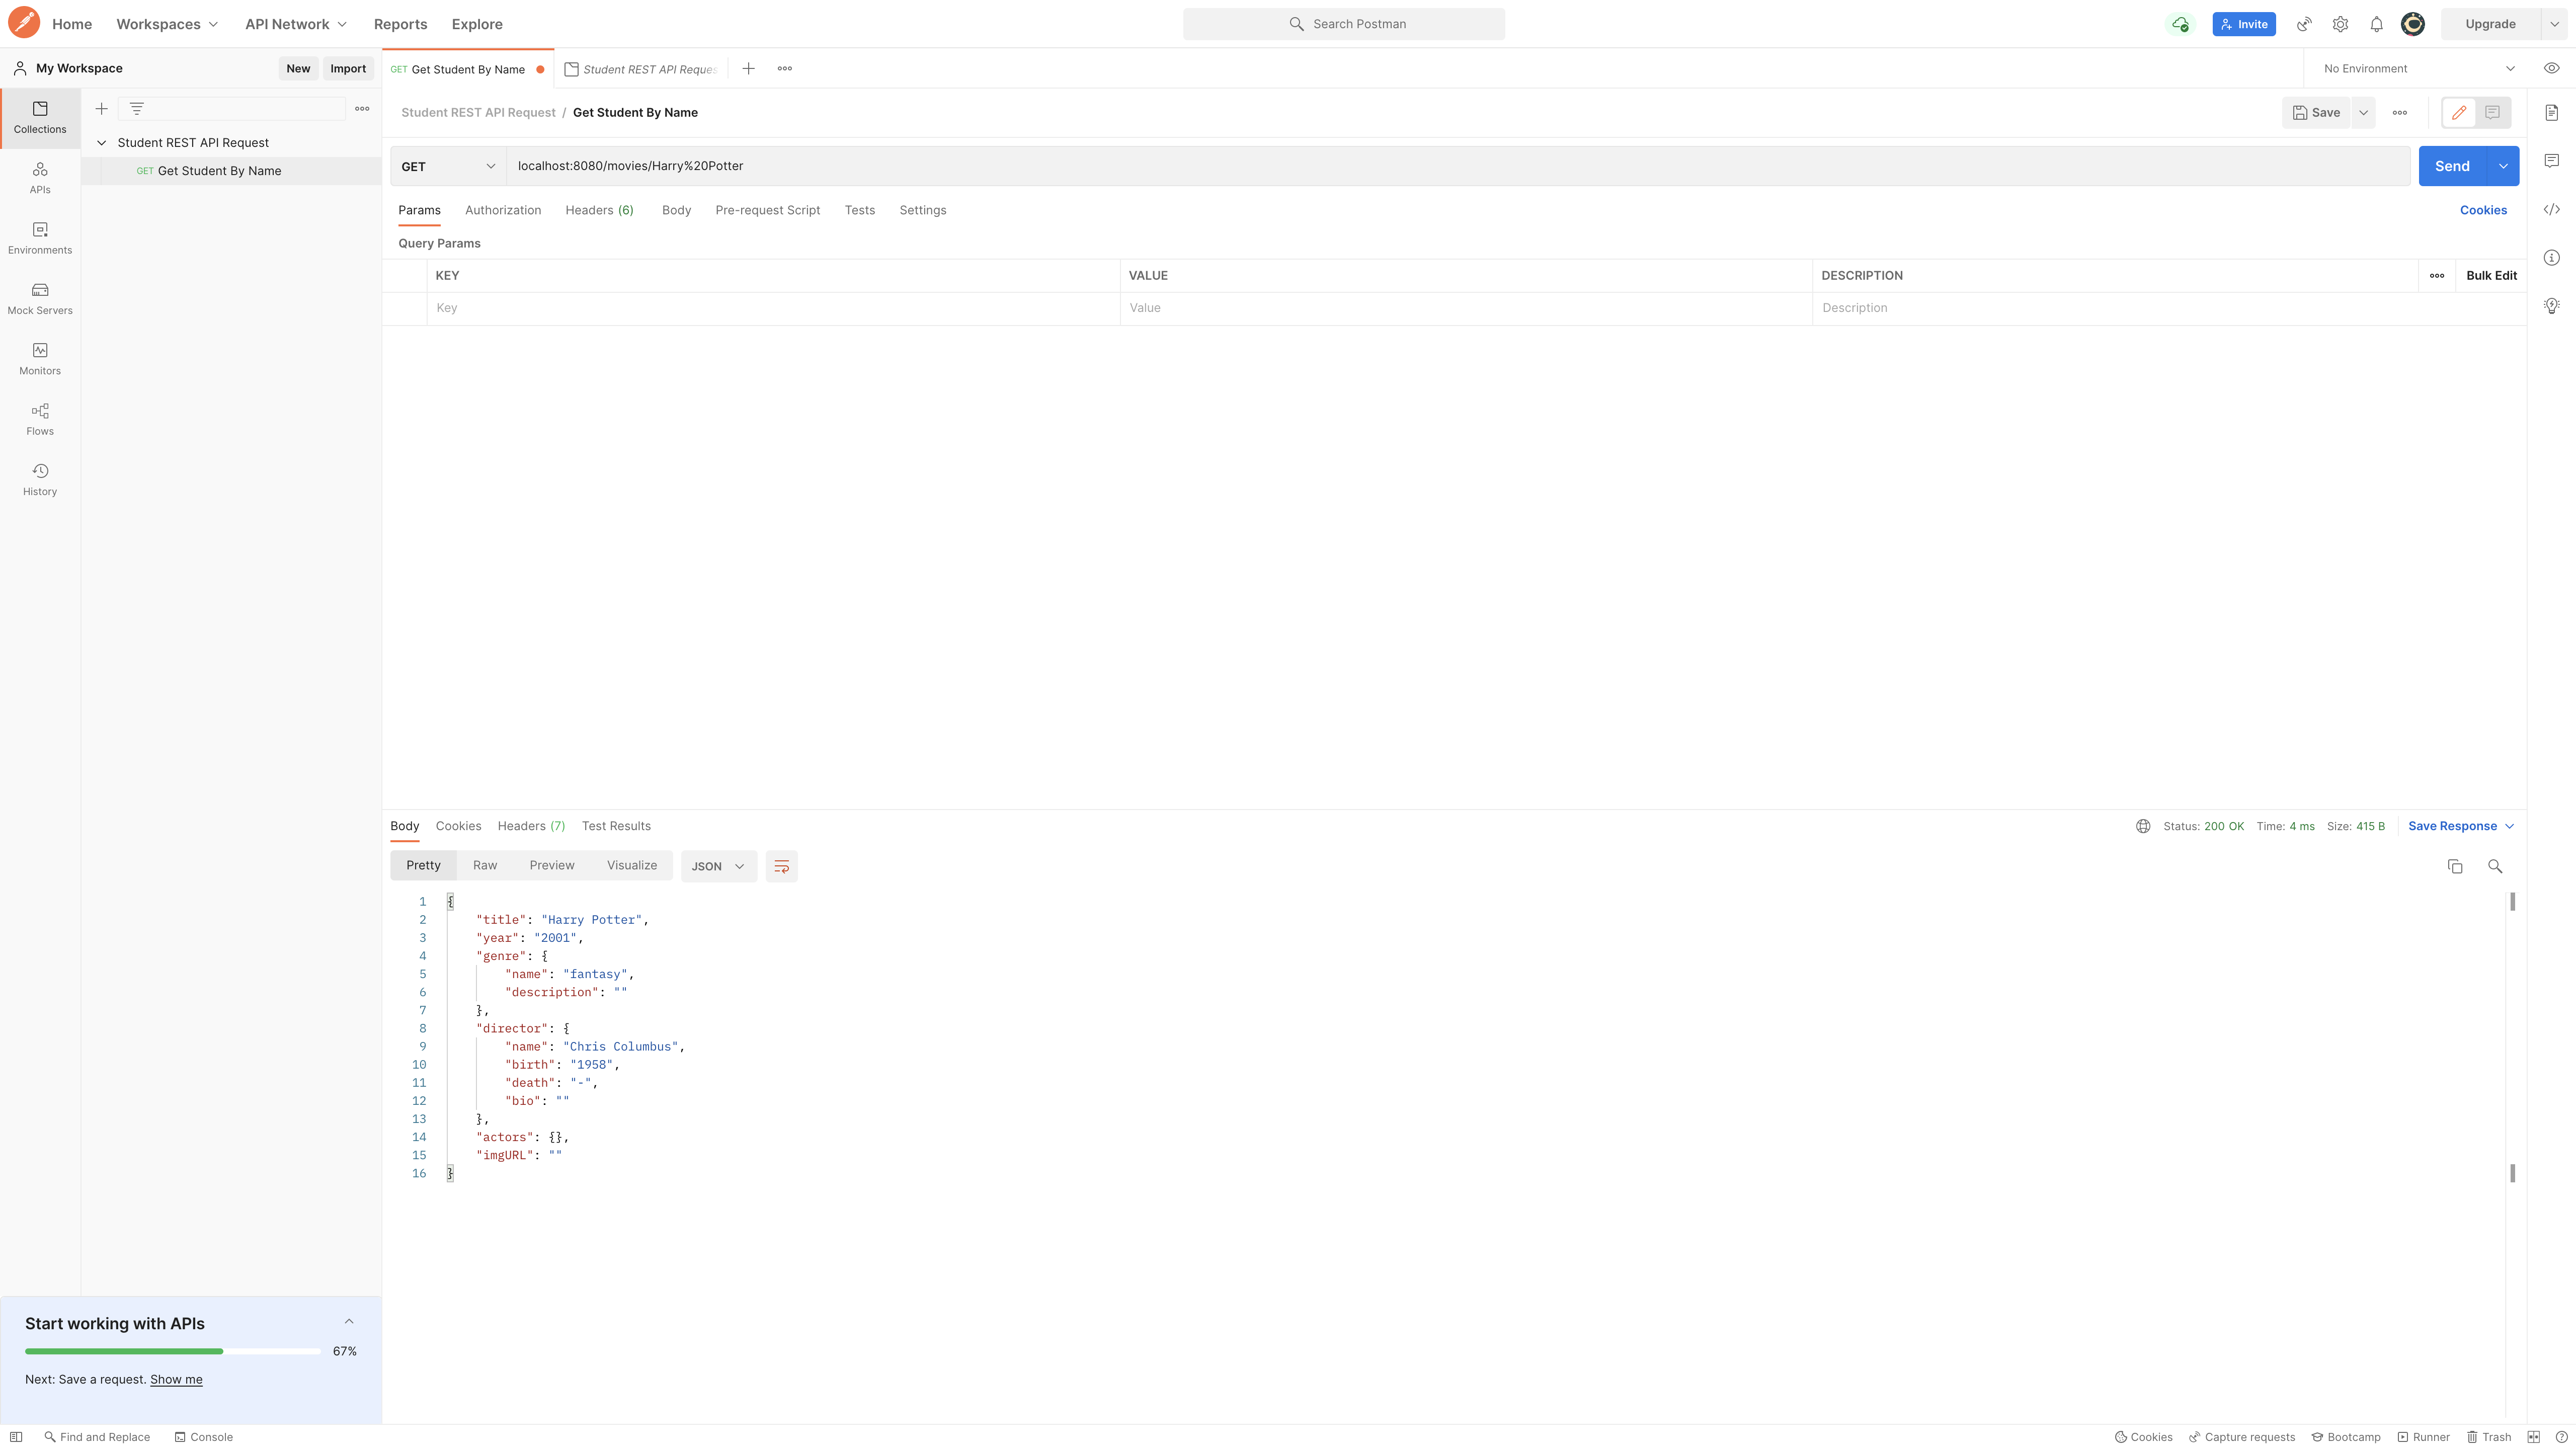 Home Workspaces API Network Reports Explore Search Postman Invite Upgrade
My Workspace New Import GET Get Student By Name Student REST API Reques No Environment
Collections
Student REST API Request / Get Student By Name Save
Student REST API Request
GET Get Student By Name
GET localhost:8080/movies/Harry%20Potter Send
APIs
Params Authorization Headers (6) Body Pre-request Script Tests Settings Cookies
Environments
Query Params
KEY VALUE DESCRIPTION Bulk Edit
Key Value Description
Mock Servers
Monitors
Flows
History
Body Cookies Headers (7) Test Results Status: 200 OK Time: 4 ms Size: 415 B Save Response
Pretty Raw Preview Visualize JSON
1 {
2 "title": "Harry Potter",
3 "year": "2001",
4 "genre": {
5 "name": "fantasy",
6 "description": ""
7 },
8 "director": {
9 "name": "Chris Columbus",
10 "birth": "1958",
11 "death": "-",
12 "bio": ""
13 },
14 "actors": {},
15 "imgURL": ""
16 }
Start working with APIs
67%
Next: Save a request. Show me
Find and Replace Console Cookies Capture requests Bootcamp Runner Trash